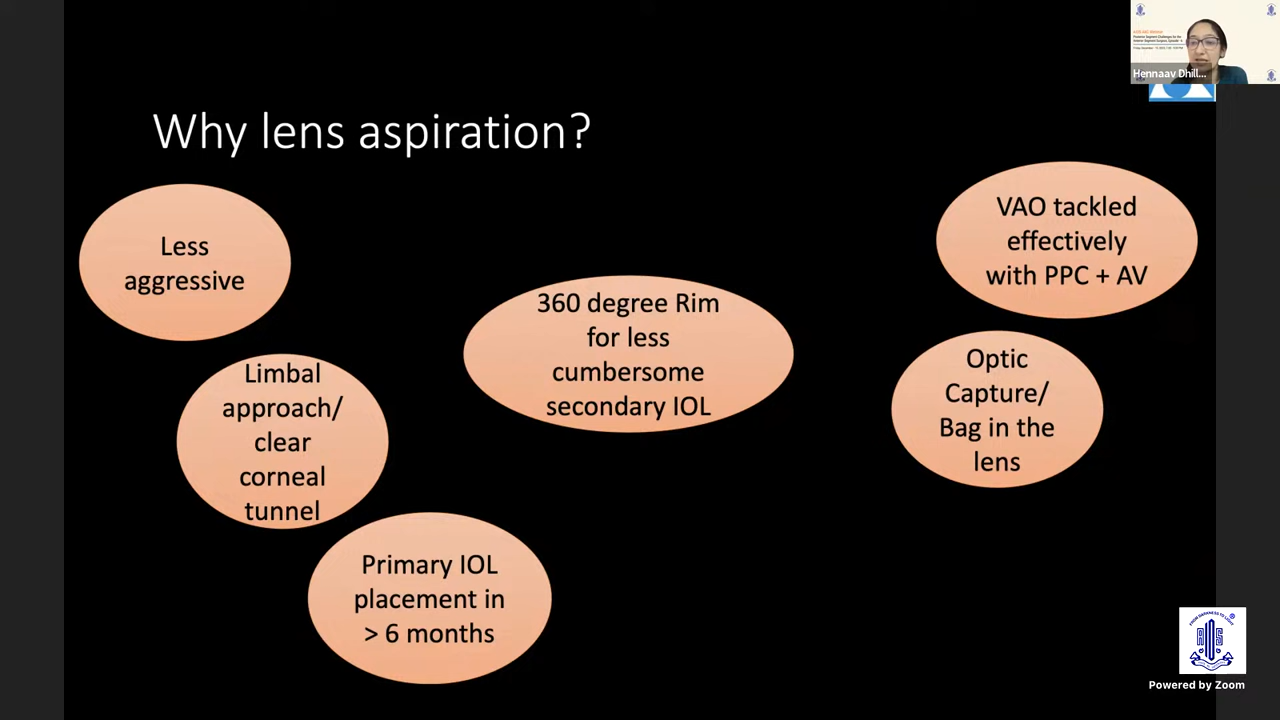 Why lens aspiration?
Less
aggressive
Limbal
approach/
clear
corneal
tunnel
Primary IOL
placement in
> 6 months
360 degree Rim
for less
cumbersome
secondary IOL
VAO tackled
effectively
with PPC + AV
Optic
Capture/
Bag in the
lens
Hennaav Dhill...
Powered by Zoom